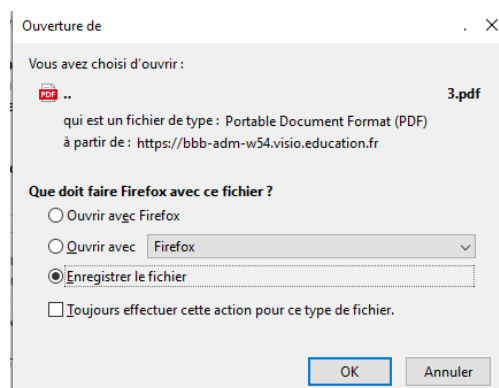 Ouverture de .
Vous avez choisi d'ouvrir :
PDF .. 3.pdf
qui est un fichier de type : Portable Document Format (PDF)
à partir de : https://bbb-adm-w54.visio.education.fr
Que doit faire Firefox avec ce fichier ?
Ouvrir avec Firefox
Ouvrir avec Firefox
Enregistrer le fichier
Toujours effectuer cette action pour ce type de fichier.
OK Annuler